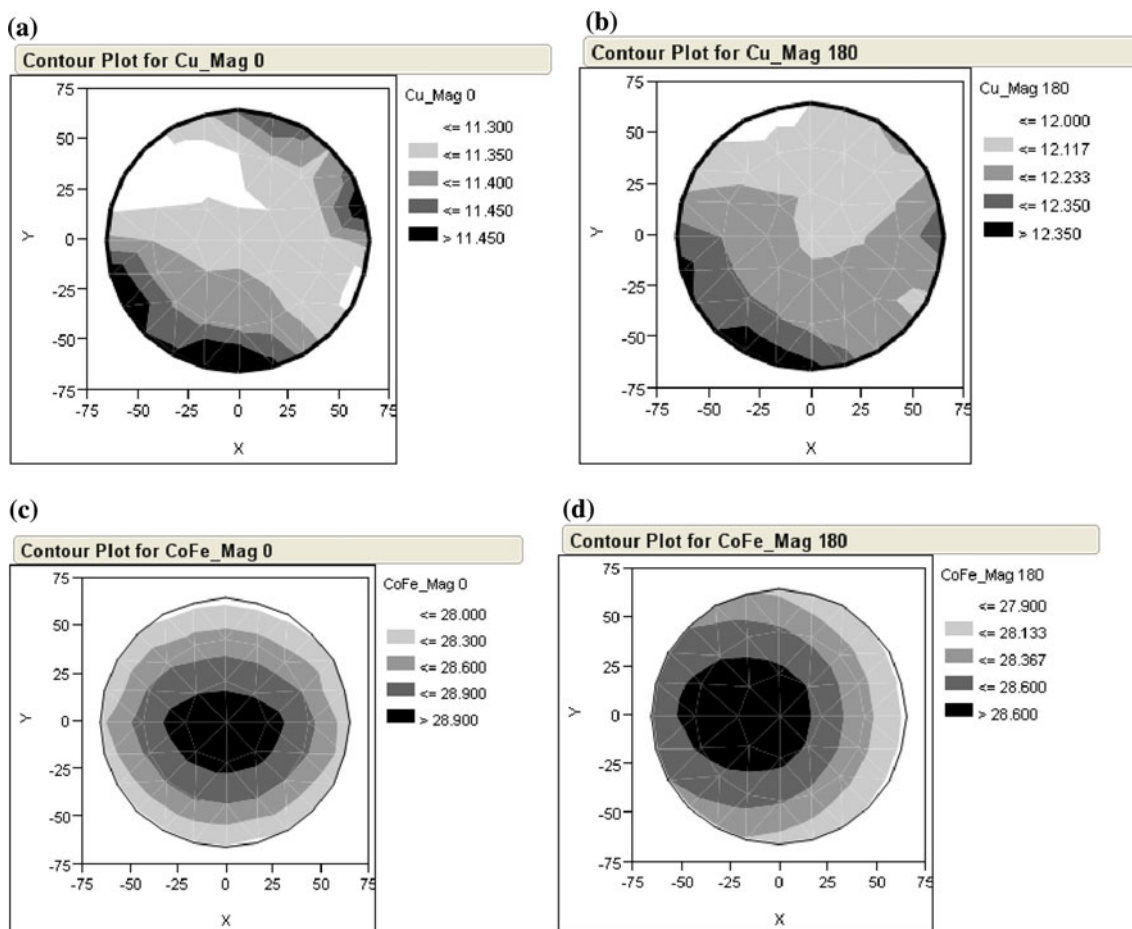 (a)
Contour Plot for Cu_Mag 0
75
50
25
0
-25
-50
-75
Y
-75 -50 -25 0 25 50 75
X
Cu_Mag 0
<= 11.300
<= 11.350
<= 11.400
<= 11.450
> 11.450
(b)
Contour Plot for Cu_Mag 180
75
50
25
0
-25
-50
-75
Y
-75 -50 -25 0 25 50 75
X
Cu_Mag 180
<= 12.000
<= 12.117
<= 12.233
<= 12.350
> 12.350
(c)
Contour Plot for CoFe_Mag 0
75
50
25
0
-25
-50
-75
Y
-75 -50 -25 0 25 50 75
X
CoFe_Mag 0
<= 28.000
<= 28.300
<= 28.600
<= 28.900
> 28.900
(d)
Contour Plot for CoFe_Mag 180
75
50
25
0
-25
-50
-75
Y
-75 -50 -25 0 25 50 75
X
CoFe_Mag 180
<= 27.900
<= 28.133
<= 28.367
<= 28.600
> 28.600